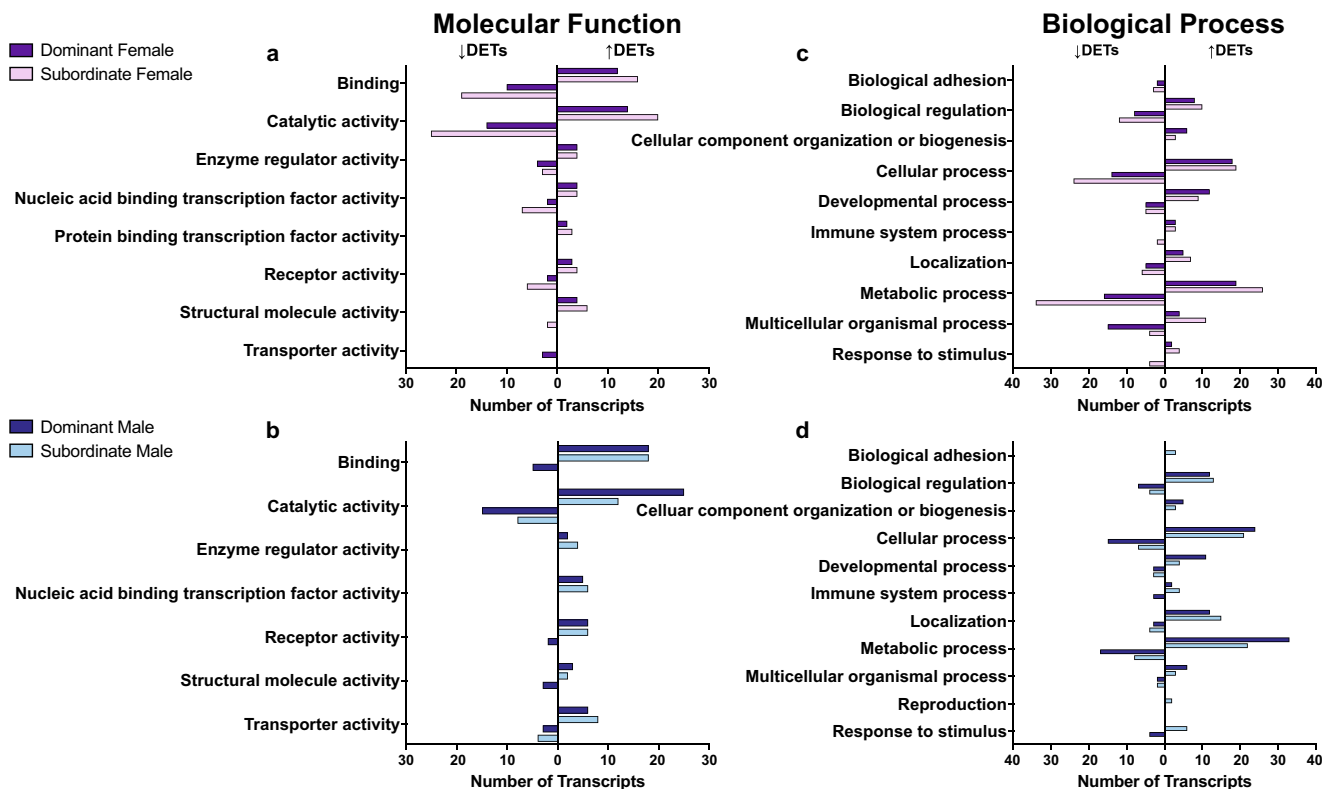 Molecular Function
Biological Process
Dominant Female
Subordinate Female
a
↓DETs
↑DETs
Binding
Catalytic activity
Enzyme regulator activity
Nucleic acid binding transcription factor activity
Protein binding transcription factor activity
Receptor activity
Structural molecule activity
Transporter activity
30 20 10 0 10 20 30
Number of Transcripts
c
↓DETs
↑DETs
Biological adhesion
Biological regulation
Cellular component organization or biogenesis
Cellular process
Developmental process
Immune system process
Localization
Metabolic process
Multicellular organismal process
Response to stimulus
40 30 20 10 0 10 20 30 40
Number of Transcripts
Dominant Male
Subordinate Male
b
Binding
Catalytic activity
Enzyme regulator activity
Nucleic acid binding transcription factor activity
Receptor activity
Structural molecule activity
Transporter activity
30 20 10 0 10 20 30
Number of Transcripts
d
Biological adhesion
Biological regulation
Celluar component organization or biogenesis
Cellular process
Developmental process
Immune system process
Localization
Metabolic process
Multicellular organismal process
Reproduction
Response to stimulus
40 30 20 10 0 10 20 30 40
Number of Transcripts